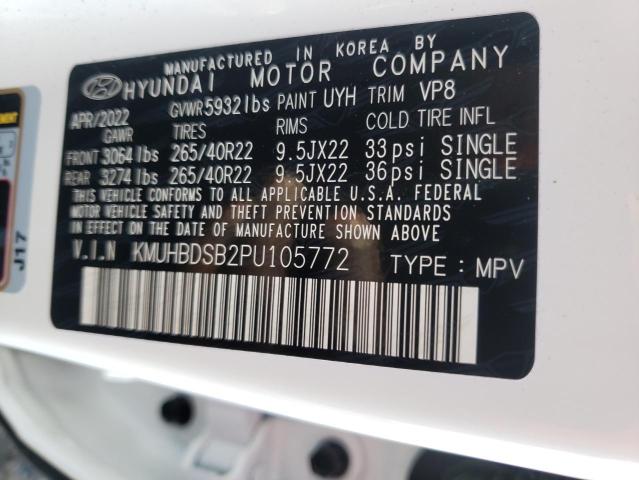 MANUFACTURED IN KOREA BY
HYUNDAI MOTOR COMPANY
APR/2022 GVWR 5932lbs PAINT UYH TRIM VP8
GAWR TIRES RIMS COLD TIRE INFL
FRONT 3064lbs 265/40R22 9.5JX22 33psi SINGLE
REAR 3274lbs 265/40R22 9.5JX22 36psi SINGLE
THIS VEHICLE CONFORMS TO ALL APPLICABLE U.S.A. FEDERAL
MOTOR VEHICLE SAFETY AND THEFT PREVENTION STANDARDS
IN EFFECT ON THE DATE OF MANUFACTURE SHOWN ABOVE.
V.I.N KMUHBDSB2PU105772 TYPE : MPV
J17